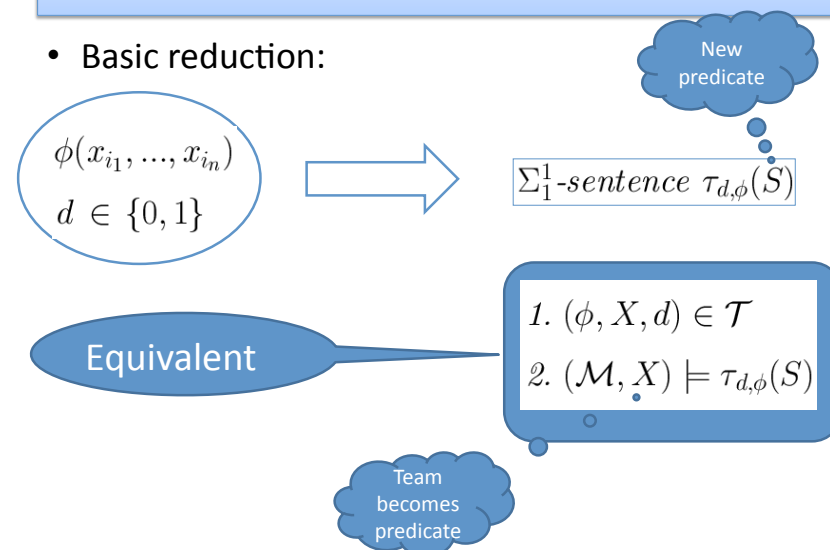 • Basic reduction:
New
predicate
ϕ(x_{i_1}, ..., x_{i_n})
d ∈ {0, 1}
Σ^1_1-sentence τ_{d,ϕ}(S)
Equivalent
1. (ϕ, X, d) ∈ 𝒯
2. (ℳ, X) ⊨ τ_{d,ϕ}(S)
Team
becomes
predicate